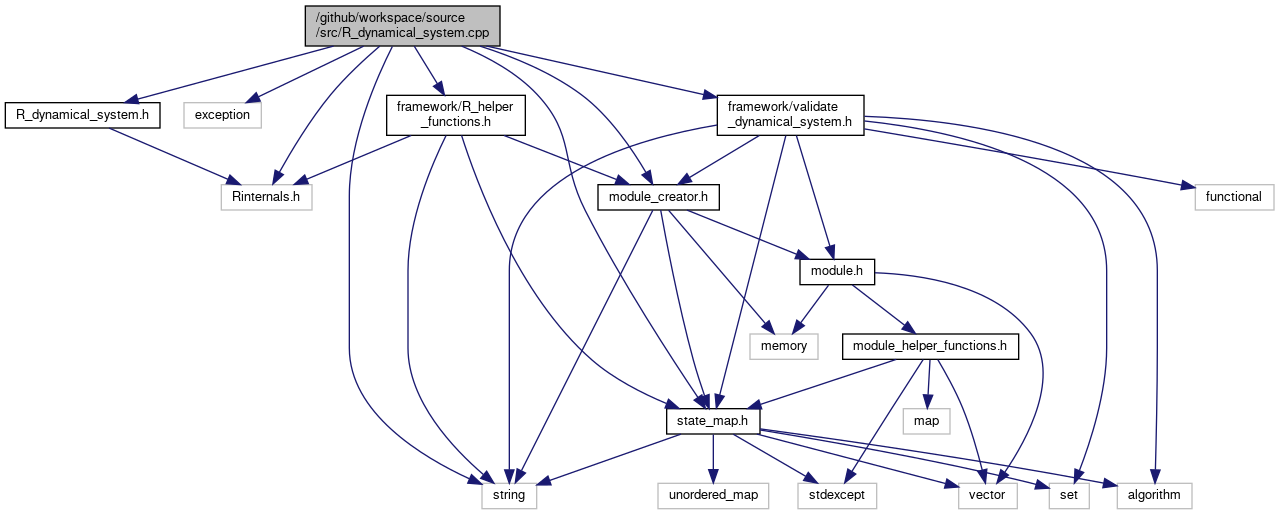 /github/workspace/source
/src/R_dynamical_system.cpp
R_dynamical_system.h
exception
framework/R_helper
_functions.h
framework/validate
_dynamical_system.h
Rinternals.h
module_creator.h
functional
module.h
memory
module_helper_functions.h
state_map.h
map
string
unordered_map
stdexcept
vector
set
algorithm